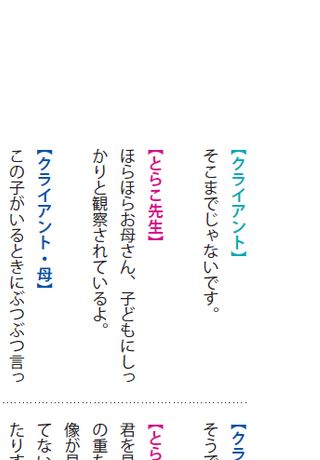 【クライアント】
そこまでじゃないです。
【とらこ先生】
ほらほらお母さん、子どもにしっ
かりと観察されているよ。
【クライアント・母】
この子がいるときにぶつぶつ言っ
【クラ
そうで
【とら
君を見
の重た
像が見
てない
たりす